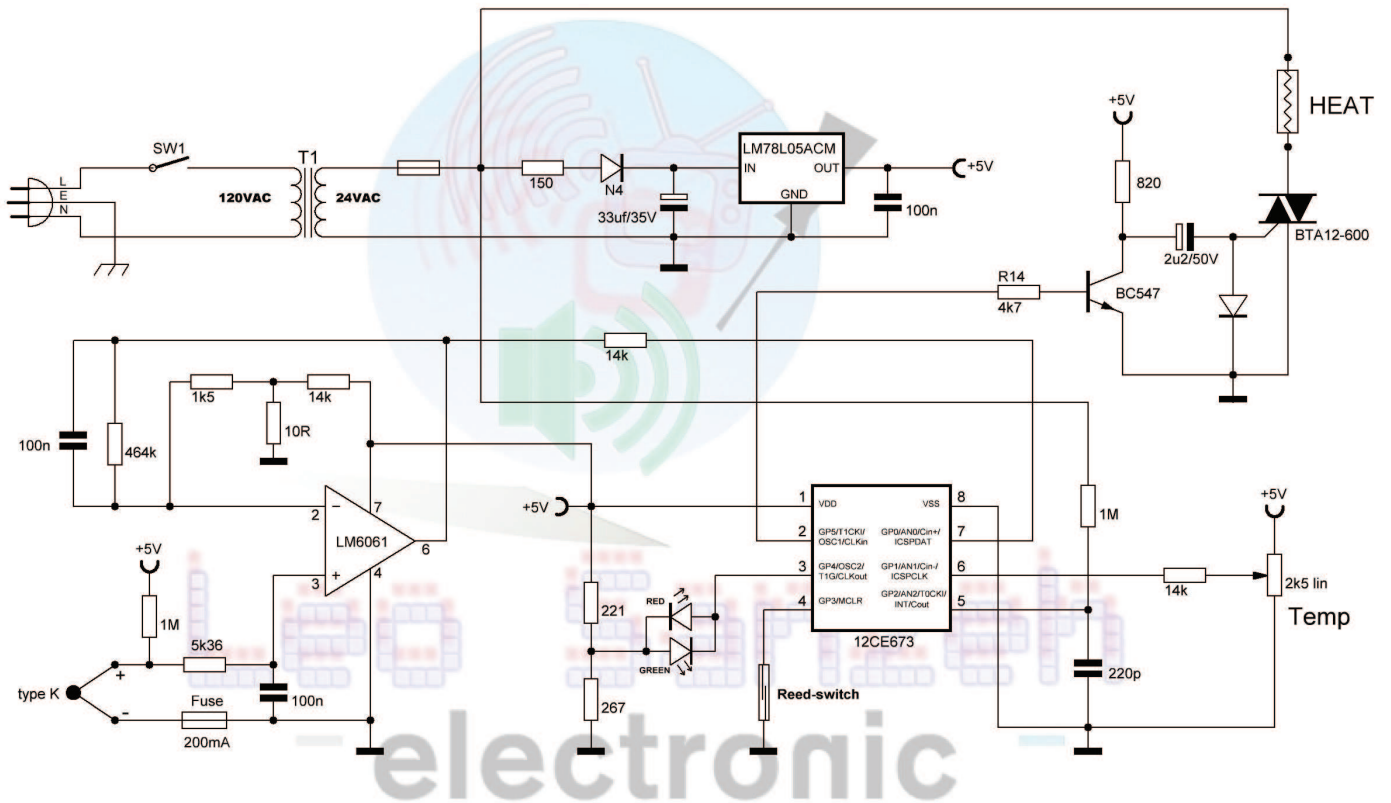 SW1
T1
L
E
N
120VAC
24VAC
150
N4
33uf/35V
LM78L05ACM
IN
OUT
GND
+5V
100n
+5V
820
HEAT
BTA12-600
2u2/50V
R14
4k7
BC547
14k
1k5
14k
10R
100n
464k
2
7
LM6061
6
3
4
+5V
1M
5k36
type K
+
-
100n
Fuse
200mA
+5V
221
267
RED
GREEN
1
2
3
4
VDD
GP5/T1CKI/
OSC1/CLKin
GP4/OSC2/
T1G/CLKout
GP3/MCLR
VSS
GP0/AN0/Cin+/
ICSPDAT
GP1/AN1/Cin-/
ICSPCLK
GP2/AN2/T0CKI/
INT/Cout
8
7
6
5
12CE673
Reed-switch
1M
220p
14k
+5V
2k5 lin
Temp
Leo Samzeh
electronic